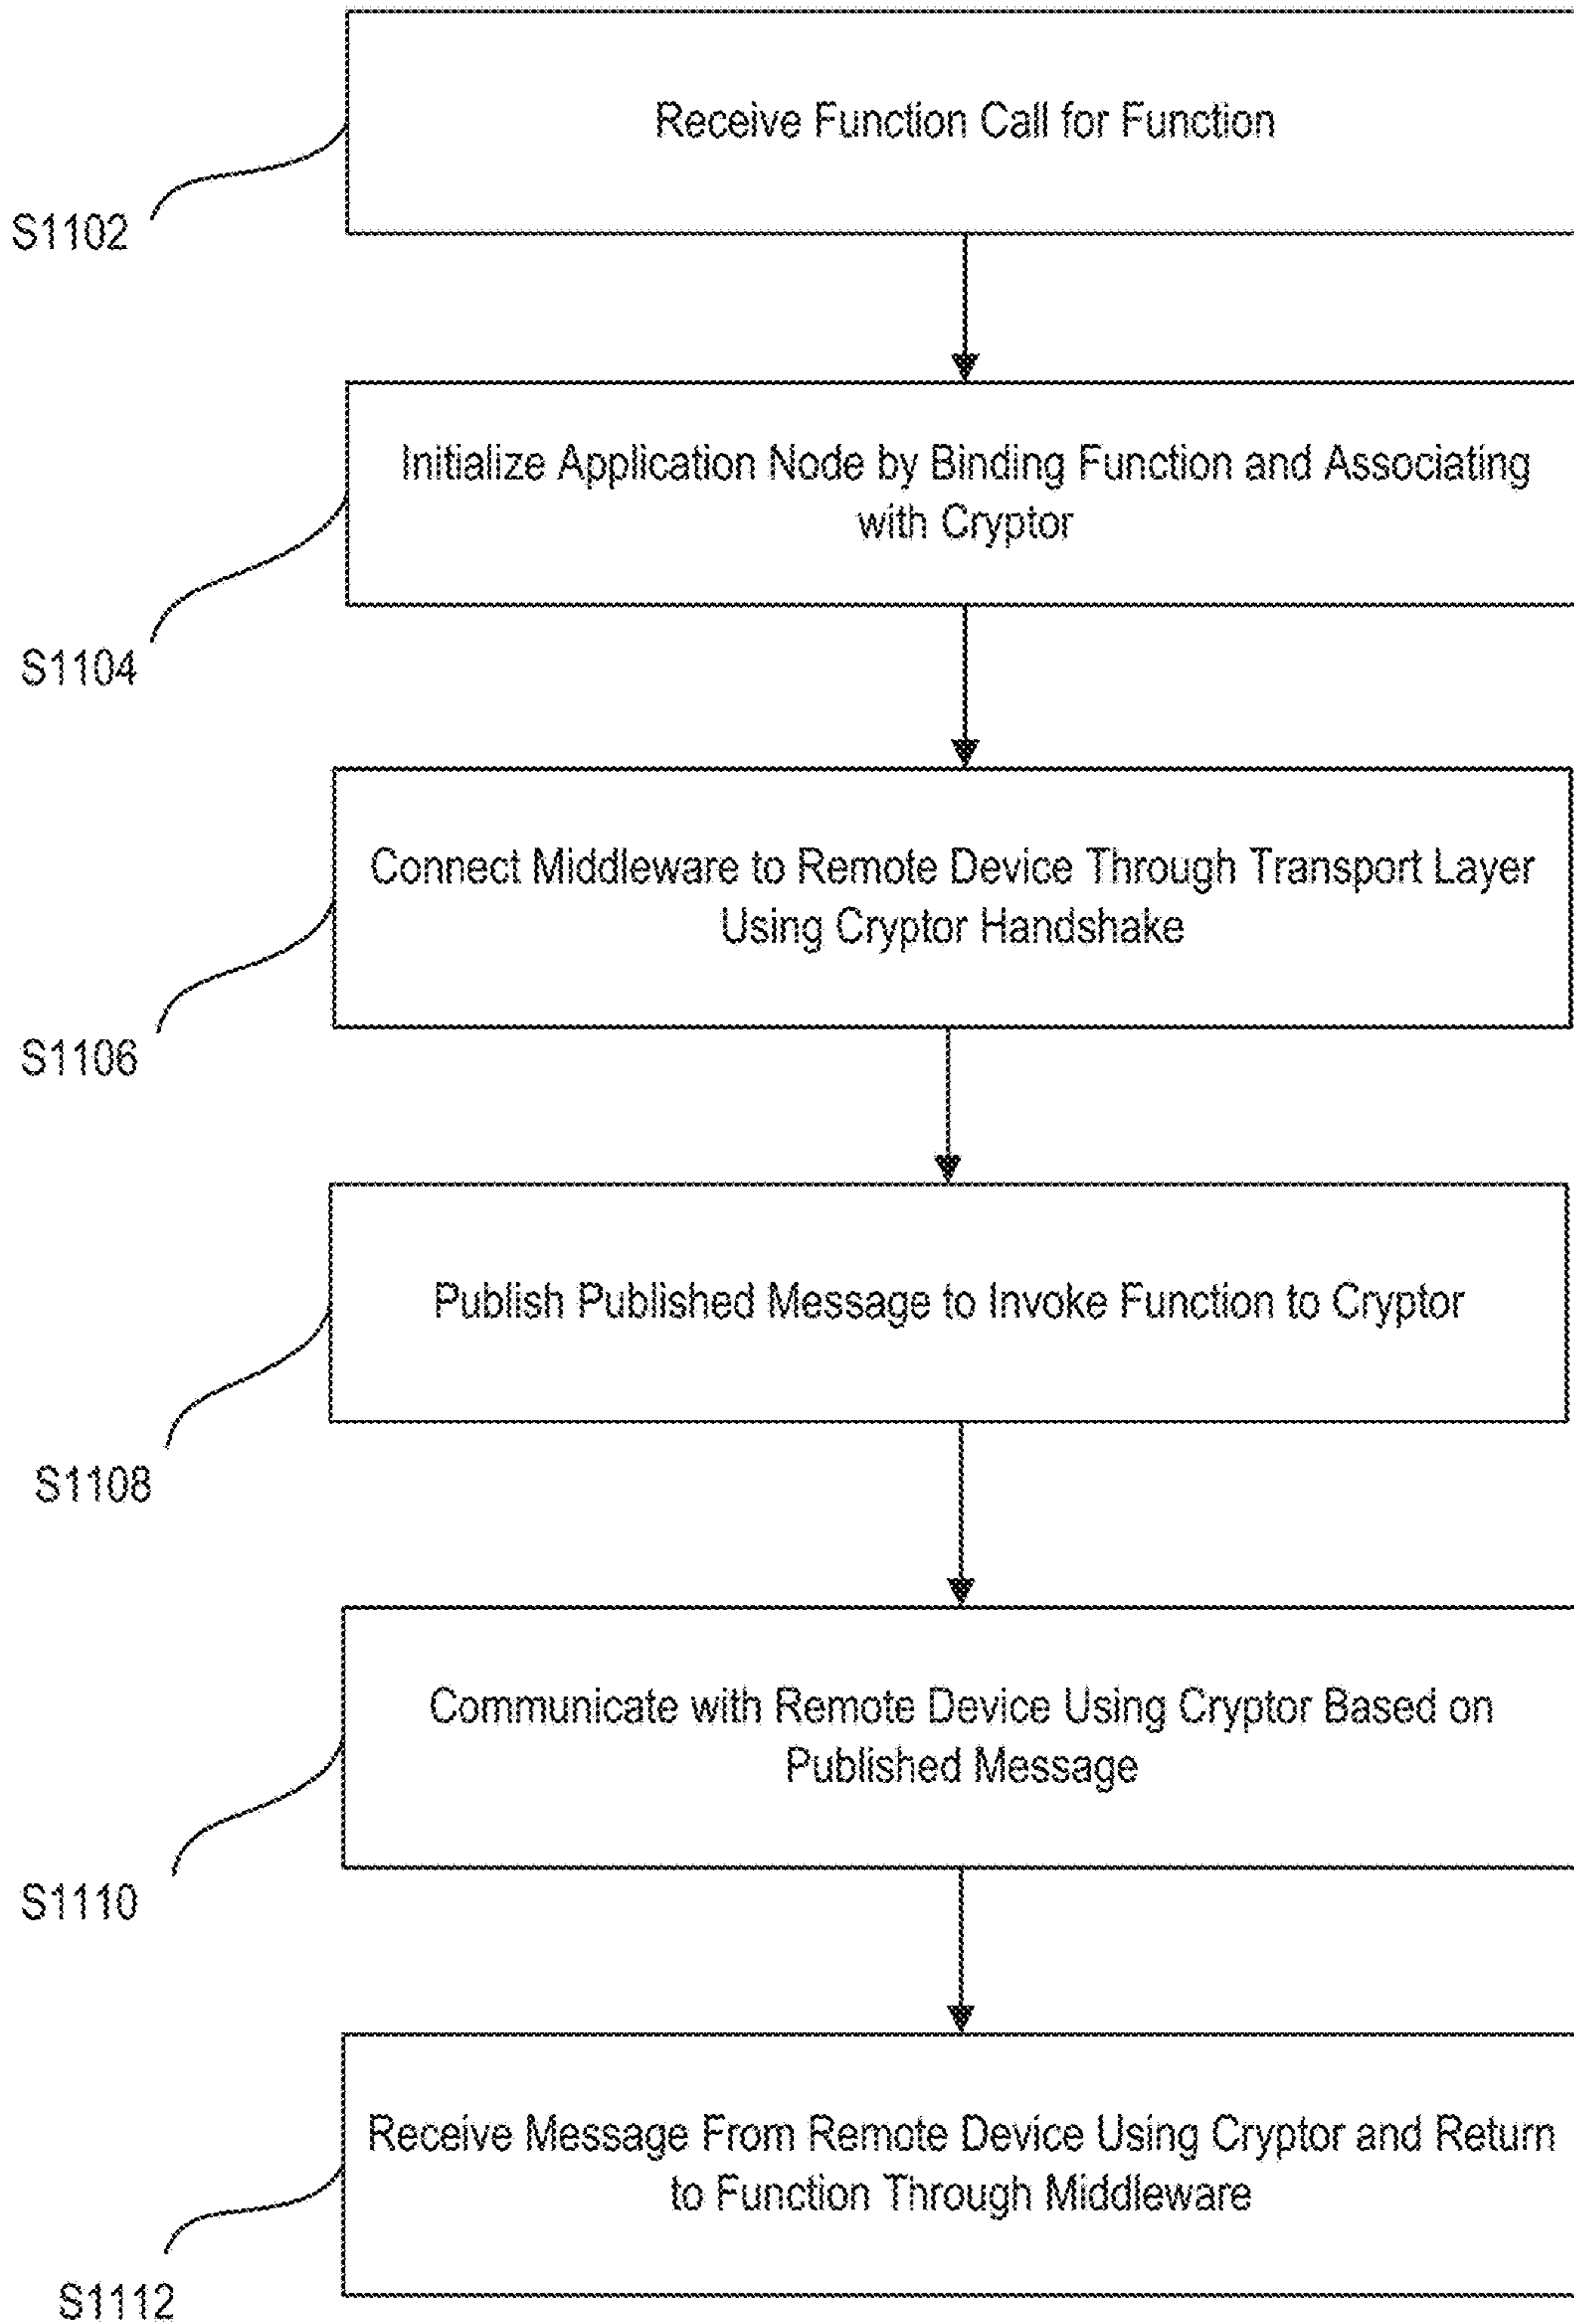 Receive Function Call for Function
S1102
Initialize Application Node by Binding Function and Associating
with Cryptor
S1104
Connect Middleware to Remote Device Through Transport Layer
Using Cryptor Handshake
S1106
Publish Published Message to Invoke Function to Cryptor
S1108
Communicate with Remote Device Using Cryptor Based on
Published Message
S1110
Receive Message From Remote Device Using Cryptor and Return
to Function Through Middleware
S1112